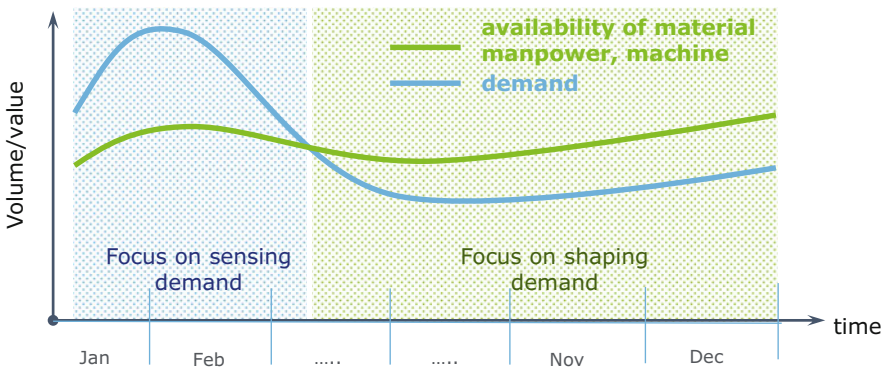 availability of material
manpower, machine
demand
Volume/value
Focus on sensing
demand
Focus on shaping
demand
time
Jan
Feb
…..
…..
Nov
Dec